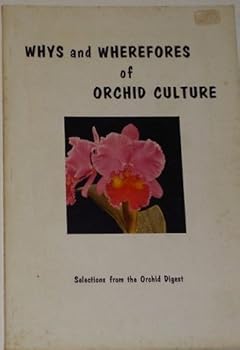 WHYS and WHEREFORES
of
ORCHID CULTURE
Selections from the Orchid Digest